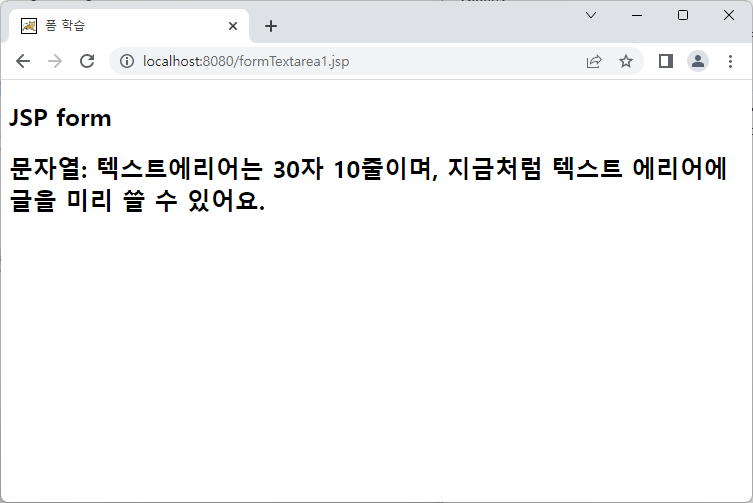 폼 학습
localhost:8080/formTextarea1.jsp
JSP form
문자열: 텍스트에리어는 30자 10줄이며, 지금처럼 텍스트 에리어에
글을 미리 쓸 수 있어요.